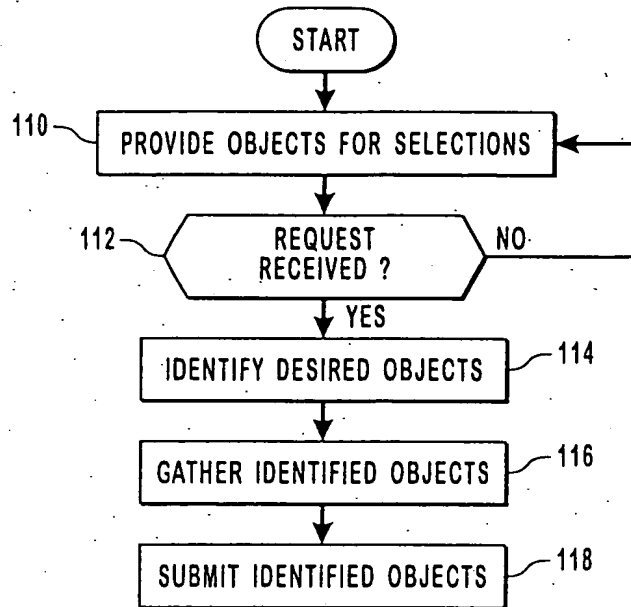 START
110
PROVIDE OBJECTS FOR SELECTIONS
112
REQUEST
RECEIVED ?
NO
YES
IDENTIFY DESIRED OBJECTS
114
GATHER IDENTIFIED OBJECTS
116
SUBMIT IDENTIFIED OBJECTS
118